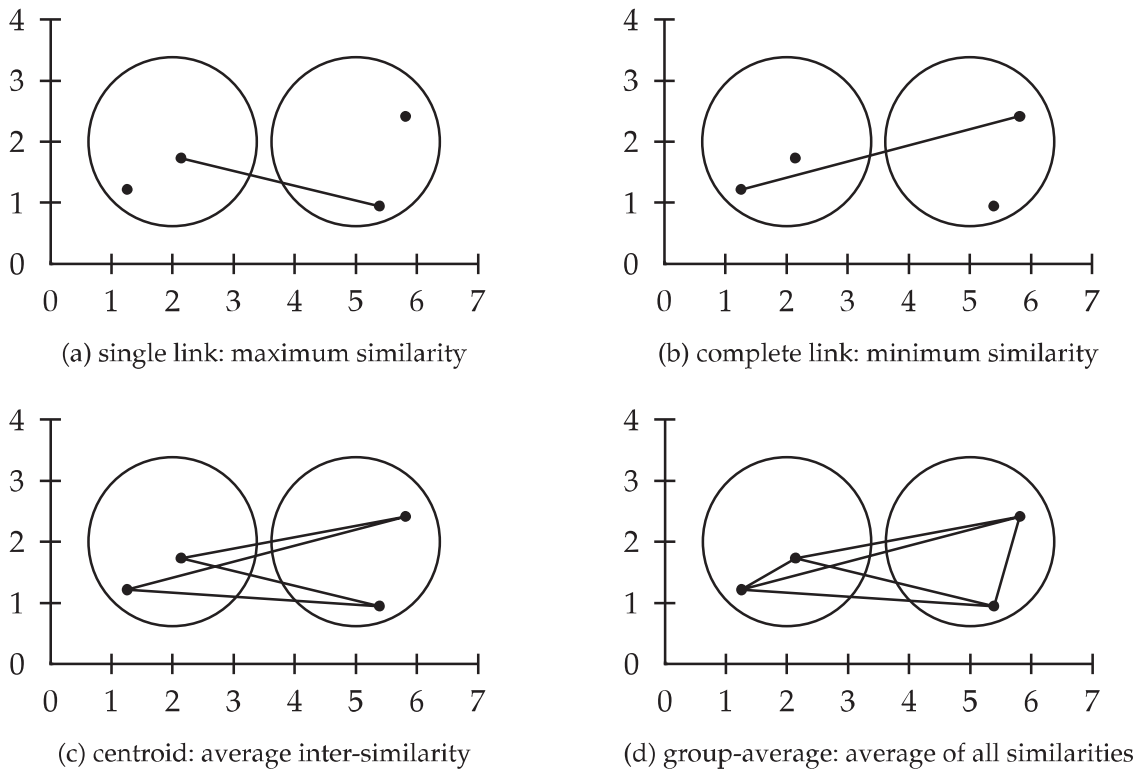 4
3
2
1
0
0 1 2 3 4 5 6 7
(a) single link: maximum similarity
4
3
2
1
0
0 1 2 3 4 5 6 7
(b) complete link: minimum similarity
4
3
2
1
0
0 1 2 3 4 5 6 7
(c) centroid: average inter-similarity
4
3
2
1
0
0 1 2 3 4 5 6 7
(d) group-average: average of all similarities